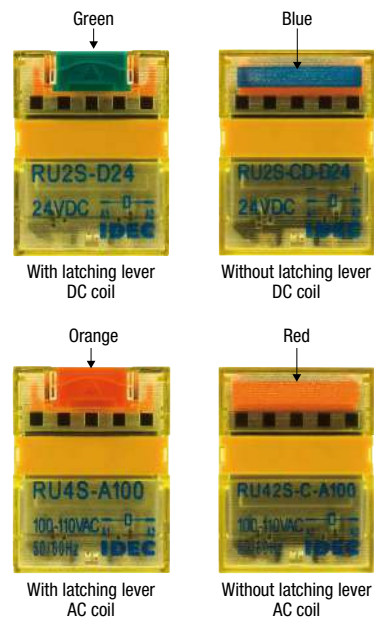 Green
Blue
RU2S-D24
24VDC
IDEC
RU2S-CD-D24
24VDC
IDEC
With latching lever
DC coil
Without latching lever
DC coil
Orange
Red
RU4S-A100
100-110VAC
50/60Hz
IDEC
RU42S-C-A100
100-110VAC
50/60Hz
IDEC
With latching lever
AC coil
Without latching lever
AC coil